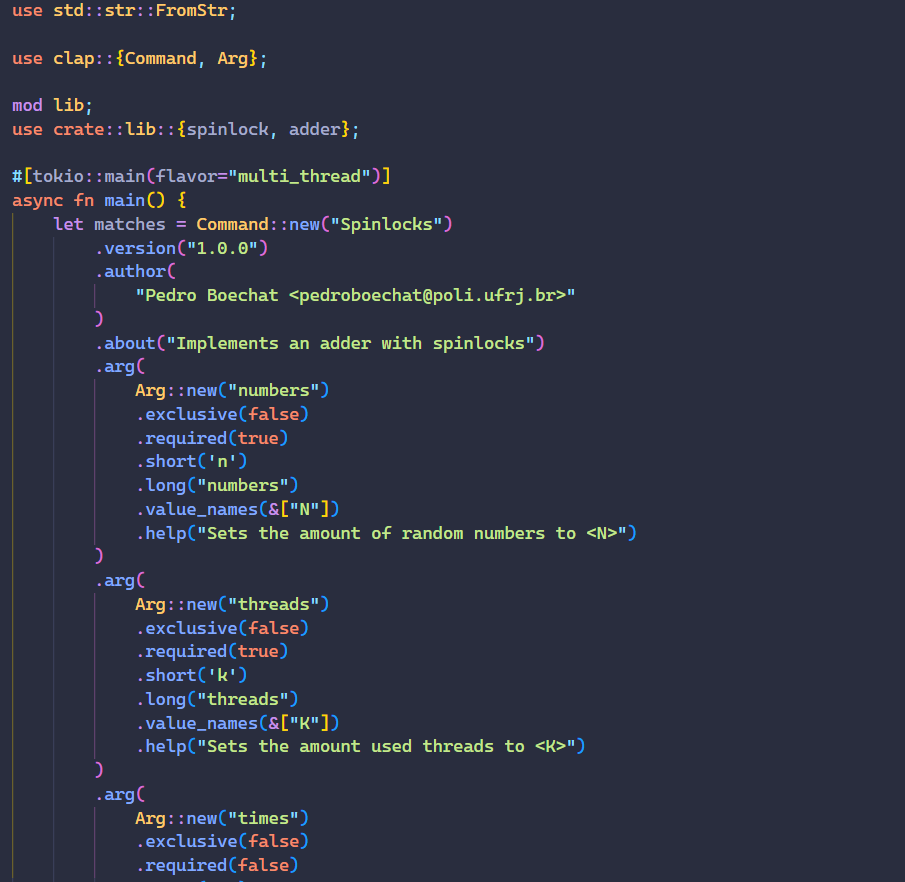 use std::str::FromStr;
use clap::{Command, Arg};
mod lib;
use crate::lib::{spinlock, adder};
#[tokio::main(flavor="multi_thread")]
async fn main() {
let matches = Command::new("Spinlocks")
.version("1.0.0")
.author(
"Pedro Boechat <pedroboechat@poli.ufrj.br>"
)
.about("Implements an adder with spinlocks")
.arg(
Arg::new("numbers")
.exclusive(false)
.required(true)
.short('n')
.long("numbers")
.value_names(&["N"])
.help("Sets the amount of random numbers to <N>")
)
.arg(
Arg::new("threads")
.exclusive(false)
.required(true)
.short('k')
.long("threads")
.value_names(&["K"])
.help("Sets the amount used threads to <K>")
)
.arg(
Arg::new("times")
.exclusive(false)
.required(false)